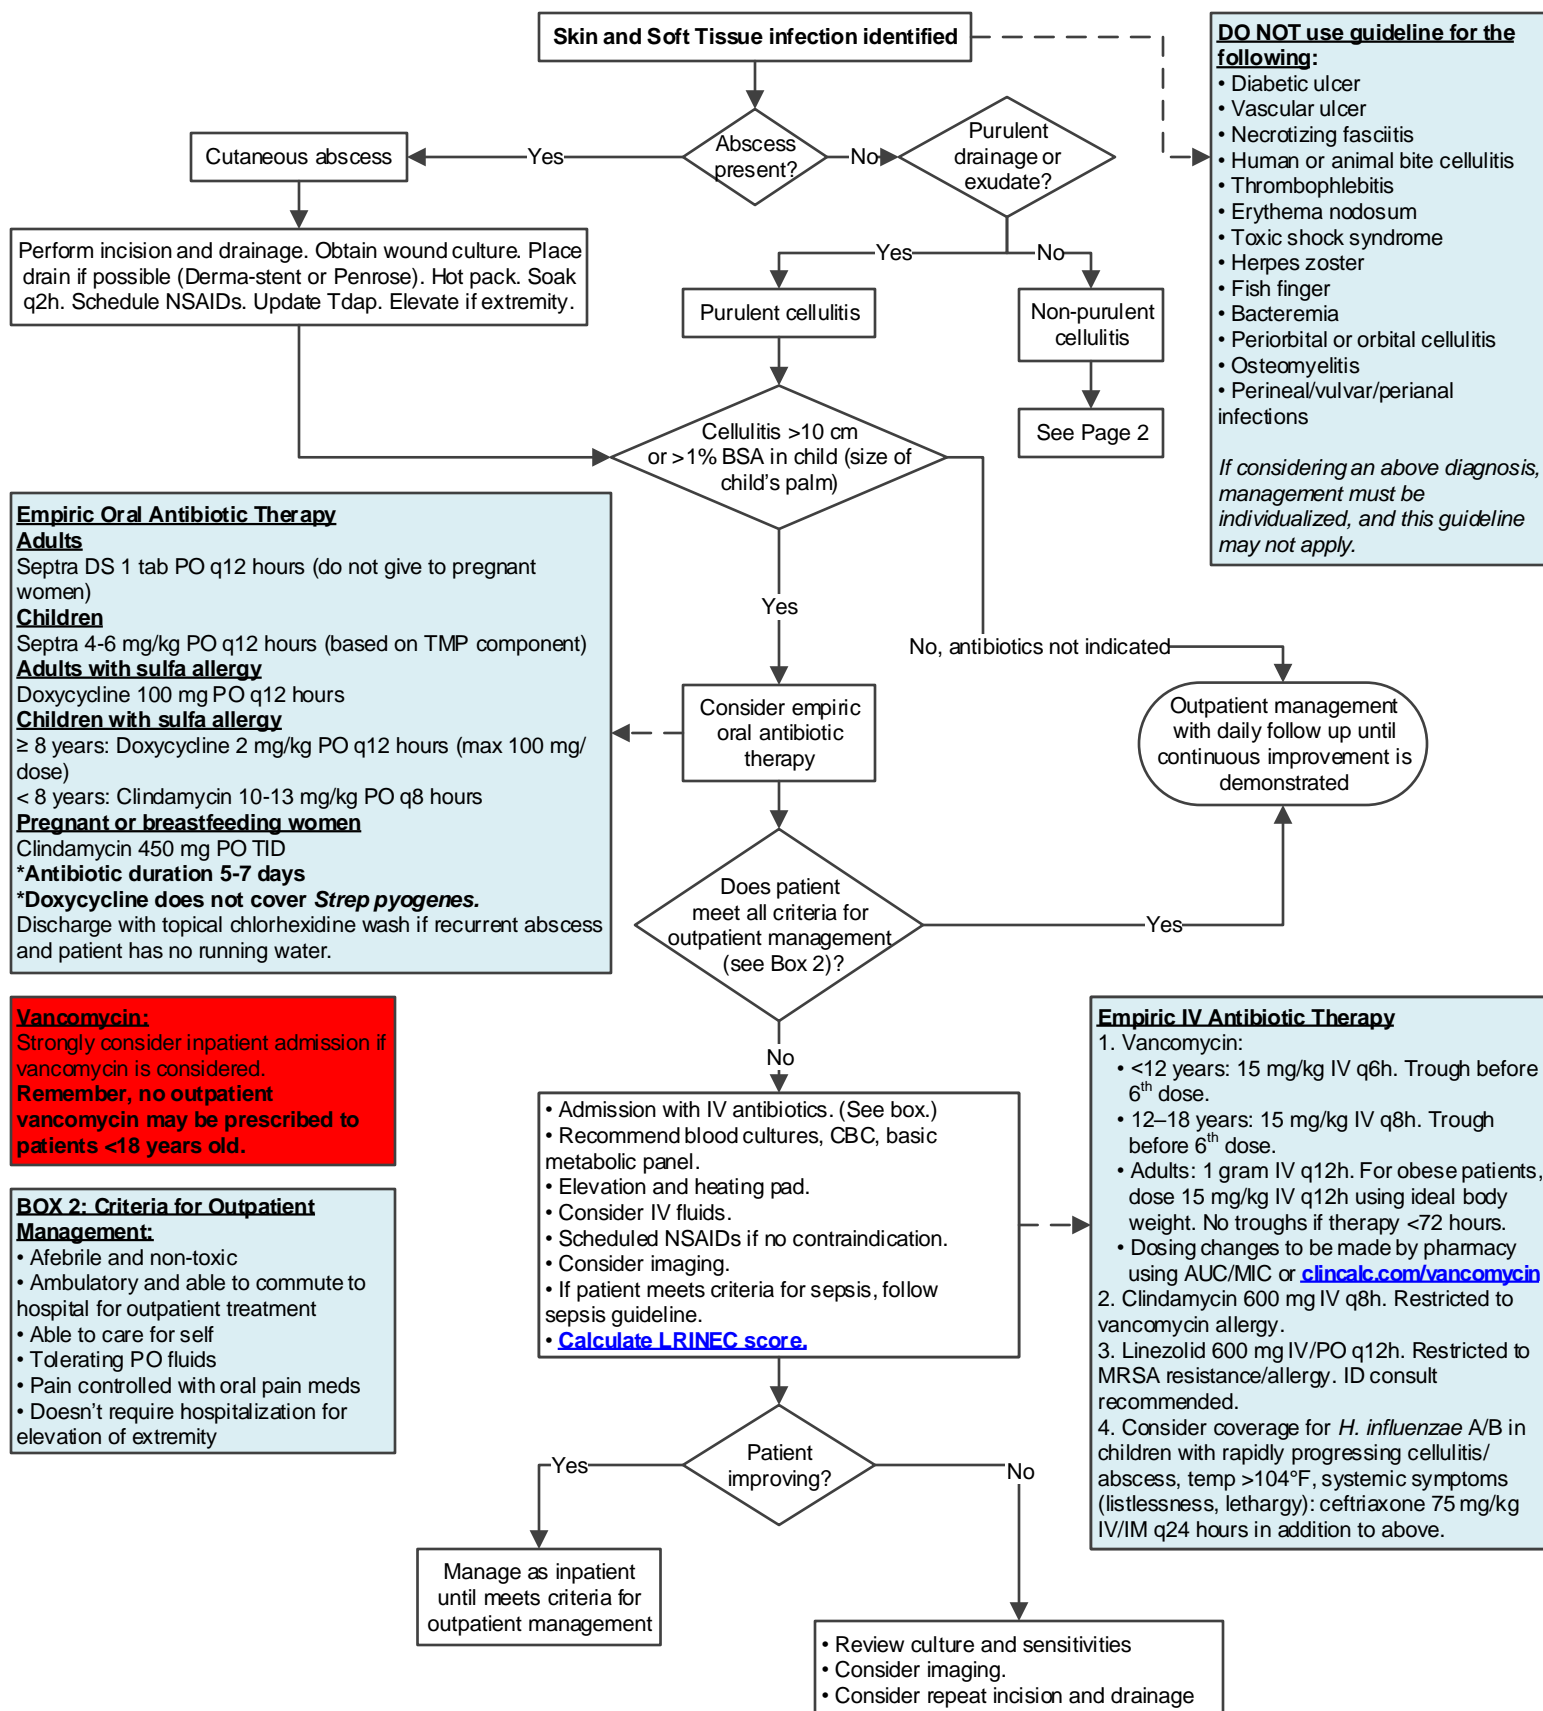 Skin and Soft Tissue infection identified
DO NOT use guideline for the
following:
• Diabetic ulcer
• Vascular ulcer
• Necrotizing fasciitis
• Human or animal bite cellulitis
• Thrombophlebitis
• Erythema nodosum
• Toxic shock syndrome
• Herpes zoster
• Fish finger
• Bacteremia
• Periorbital or orbital cellulitis
• Osteomyelitis
• Perineal/vulvar/perianal
infections
If considering an above diagnosis,
management must be
individualized, and this guideline
may not apply.
Abscess
present?
Yes
No
Cutaneous abscess
Purulent
drainage or
exudate?
Perform incision and drainage. Obtain wound culture. Place
drain if possible (Derma-stent or Penrose). Hot pack. Soak
q2h. Schedule NSAIDs. Update Tdap. Elevate if extremity.
Yes
No
Purulent cellulitis
Non-purulent
cellulitis
See Page 2
Cellulitis >10 cm
or >1% BSA in child (size of
child's palm)
Yes
No, antibiotics not indicated
Empiric Oral Antibiotic Therapy
Adults
Septra DS 1 tab PO q12 hours (do not give to pregnant
women)
Children
Septra 4-6 mg/kg PO q12 hours (based on TMP component)
Adults with sulfa allergy
Doxycycline 100 mg PO q12 hours
Children with sulfa allergy
≥ 8 years: Doxycycline 2 mg/kg PO q12 hours (max 100 mg/
dose)
< 8 years: Clindamycin 10-13 mg/kg PO q8 hours
Pregnant or breastfeeding women
Clindamycin 450 mg PO TID
*Antibiotic duration 5-7 days
*Doxycycline does not cover Strep pyogenes.
Discharge with topical chlorhexidine wash if recurrent abscess
and patient has no running water.
Consider empiric
oral antibiotic
therapy
Outpatient management
with daily follow up until
continuous improvement is
demonstrated
Does patient
meet all criteria for
outpatient management
(see Box 2)?
Yes
No
Vancomycin:
Strongly consider inpatient admission if
vancomycin is considered.
Remember, no outpatient
vancomycin may be prescribed to
patients <18 years old.
BOX 2: Criteria for Outpatient
Management:
• Afebrile and non-toxic
• Ambulatory and able to commute to
hospital for outpatient treatment
• Able to care for self
• Tolerating PO fluids
• Pain controlled with oral pain meds
• Doesn't require hospitalization for
elevation of extremity
• Admission with IV antibiotics. (See box.)
• Recommend blood cultures, CBC, basic
metabolic panel.
• Elevation and heating pad.
• Consider IV fluids.
• Scheduled NSAIDs if no contraindication.
• Consider imaging.
• If patient meets criteria for sepsis, follow
sepsis guideline.
• Calculate LRINEC score.
Empiric IV Antibiotic Therapy
1. Vancomycin:
• <12 years: 15 mg/kg IV q6h. Trough before
6th dose.
• 12–18 years: 15 mg/kg IV q8h. Trough
before 6th dose.
• Adults: 1 gram IV q12h. For obese patients,
dose 15 mg/kg IV q12h using ideal body
weight. No troughs if therapy <72 hours.
• Dosing changes to be made by pharmacy
using AUC/MIC or clincalc.com/vancomycin
2. Clindamycin 600 mg IV q8h. Restricted to
vancomycin allergy.
3. Linezolid 600 mg IV/PO q12h. Restricted to
MRSA resistance/allergy. ID consult
recommended.
4. Consider coverage for H. influenzae A/B in
children with rapidly progressing cellulitis/
abscess, temp >104°F, systemic symptoms
(listlessness, lethargy): ceftriaxone 75 mg/kg
IV/IM q24 hours in addition to above.
Patient
improving?
Yes
No
Manage as inpatient
until meets criteria for
outpatient management
• Review culture and sensitivities
• Consider imaging.
• Consider repeat incision and drainage